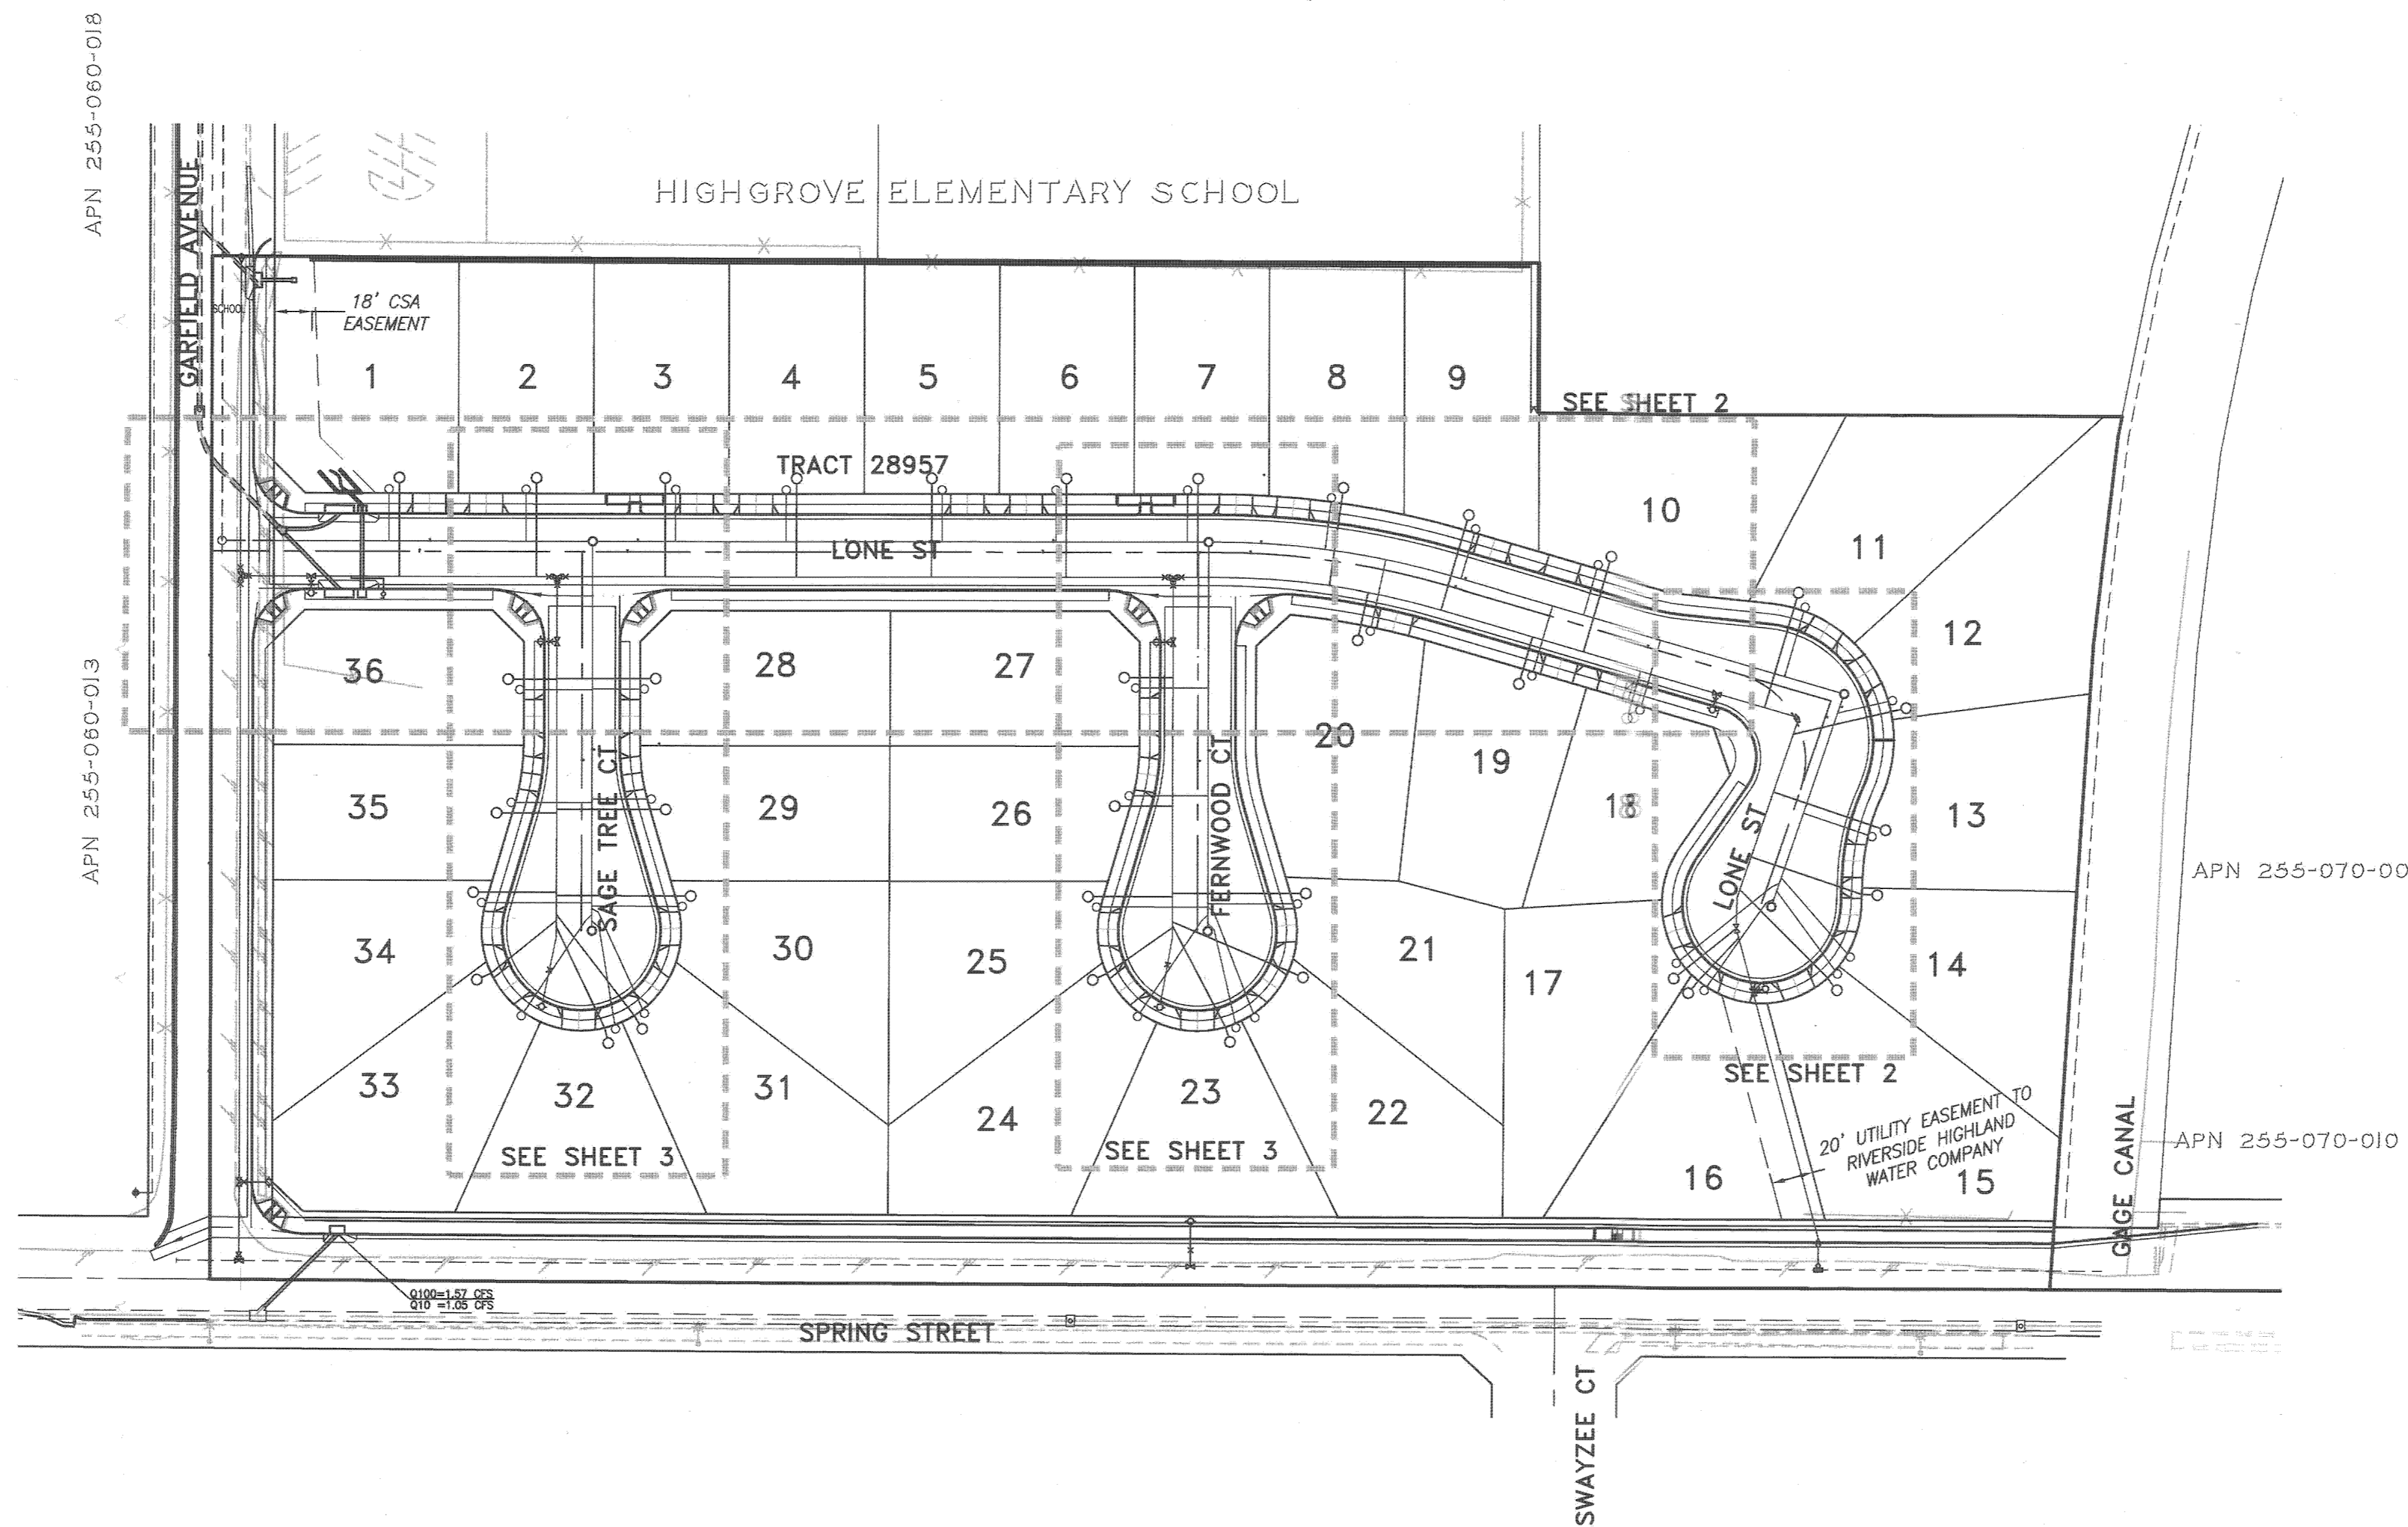 APN 255-060-018
GARFIELD AVENUE
HIGHGROVE ELEMENTARY SCHOOL
SCHOOL
18' CSA
EASEMENT
1
2
3
4
5
6
7
8
9
SEE SHEET 2
TRACT 28957
10
11
LONE ST
12
36
28
27
20
19
18
13
35
29
26
SAGE TREE CT
FERNWOOD CT
LONE ST
APN 255-060-013
APN 255-070-00
34
30
25
21
17
14
33
32
31
24
23
22
16
15
SEE SHEET 3
SEE SHEET 3
SEE SHEET 2
20' UTILITY EASEMENT TO
RIVERSIDE HIGHLAND
WATER COMPANY
GAGE CANAL
APN 255-070-010
Q100=1.57 CFS
Q10 =1.05 CFS
SPRING STREET
SWAYZEE CT